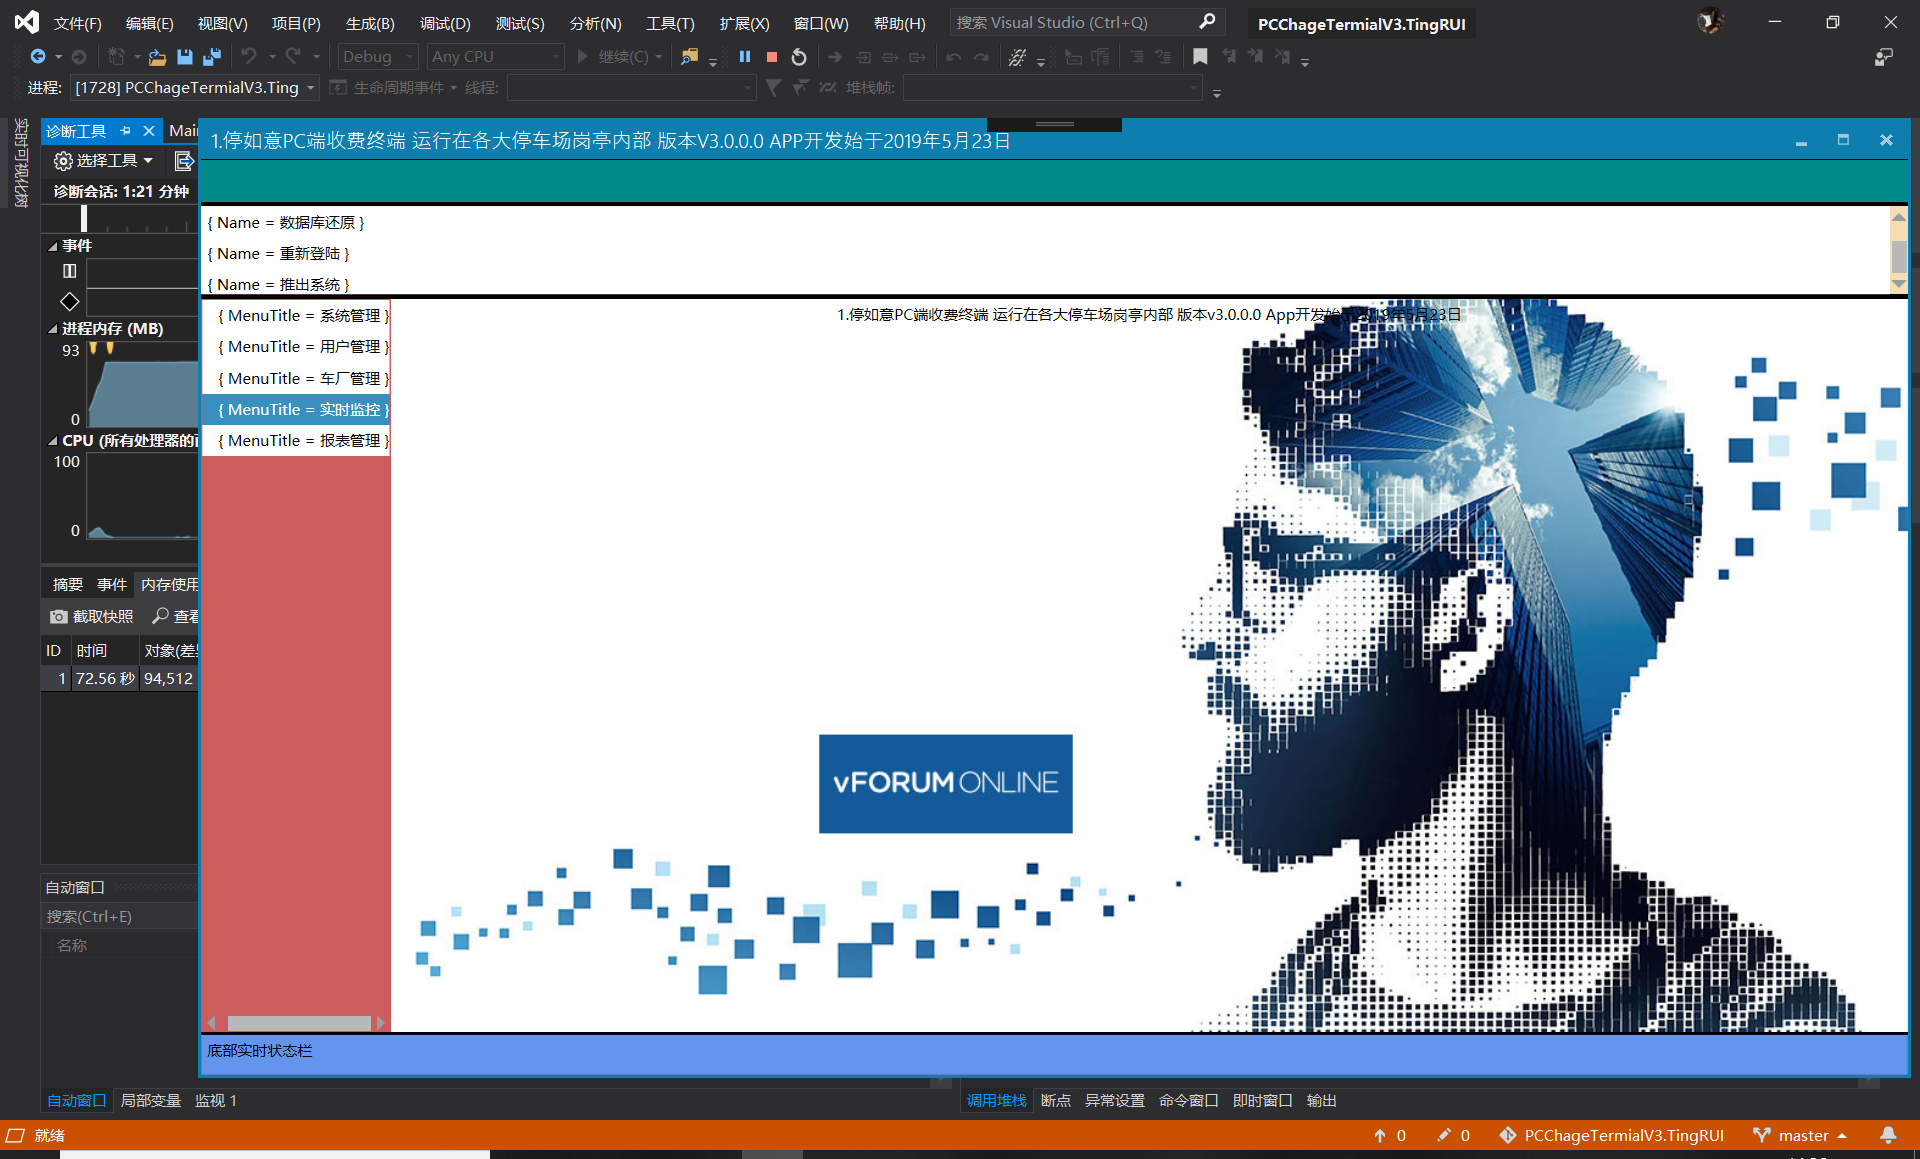 文件(F) 编辑(E) 视图(V) 项目(P) 生成(B) 调试(D) 测试(S) 分析(N) 工具(T) 扩展(X) 窗口(W) 帮助(H) 搜索 Visual Studio (Ctrl+Q) PCChageTermialV3.TingRUI
Debug Any CPU 继续(C)
进程: [1728] PCChageTermialV3.Ting 生命周期事件 线程: 堆栈帧:
实时可视化树
诊断工具 Mai
选择工具
诊断会话: 1:21 分钟
事件
进程内存 (MB)
93
0
CPU (所有处理器的
100
0
摘要 事件 内存使用
截取快照 查看
ID 时间 对象(差
1 72.56 秒 94,512
自动窗口
搜索(Ctrl+E)
名称
1.停如意PC端收费终端 运行在各大停车场岗亭内部 版本V3.0.0.0 APP开发始于2019年5月23日
{ Name = 数据库还原 }
{ Name = 重新登陆 }
{ Name = 推出系统 }
{ MenuTitle = 系统管理 }
{ MenuTitle = 用户管理 }
{ MenuTitle = 车厂管理 }
{ MenuTitle = 实时监控 }
{ MenuTitle = 报表管理 }
1.停如意PC端收费终端 运行在各大停车场岗亭内部 版本v3.0.0.0 App开发始于2019年5月23日
vFORUM ONLINE
底部实时状态栏
自动窗口 局部变量 监视 1
调用堆栈 断点 异常设置 命令窗口 即时窗口 输出
就绪 0 0 PCChageTermialV3.TingRUI master